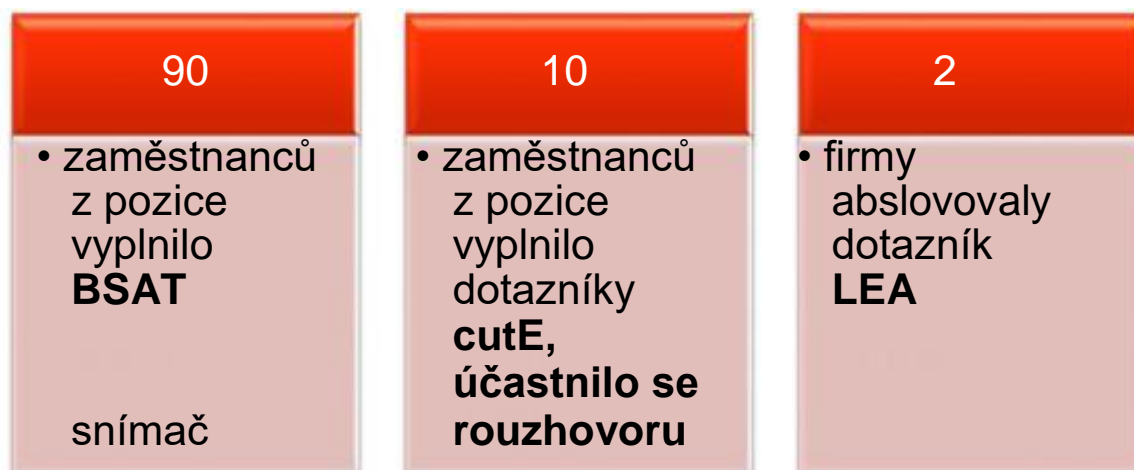 90
• zaměstnanců
z pozice
vyplnilo
BSAT
snímač
10
• zaměstnanců
z pozice
vyplnilo
dotazníky
cutE,
účastnilo se
rouzhovoru
2
• firmy
abslovovaly
dotazník
LEA